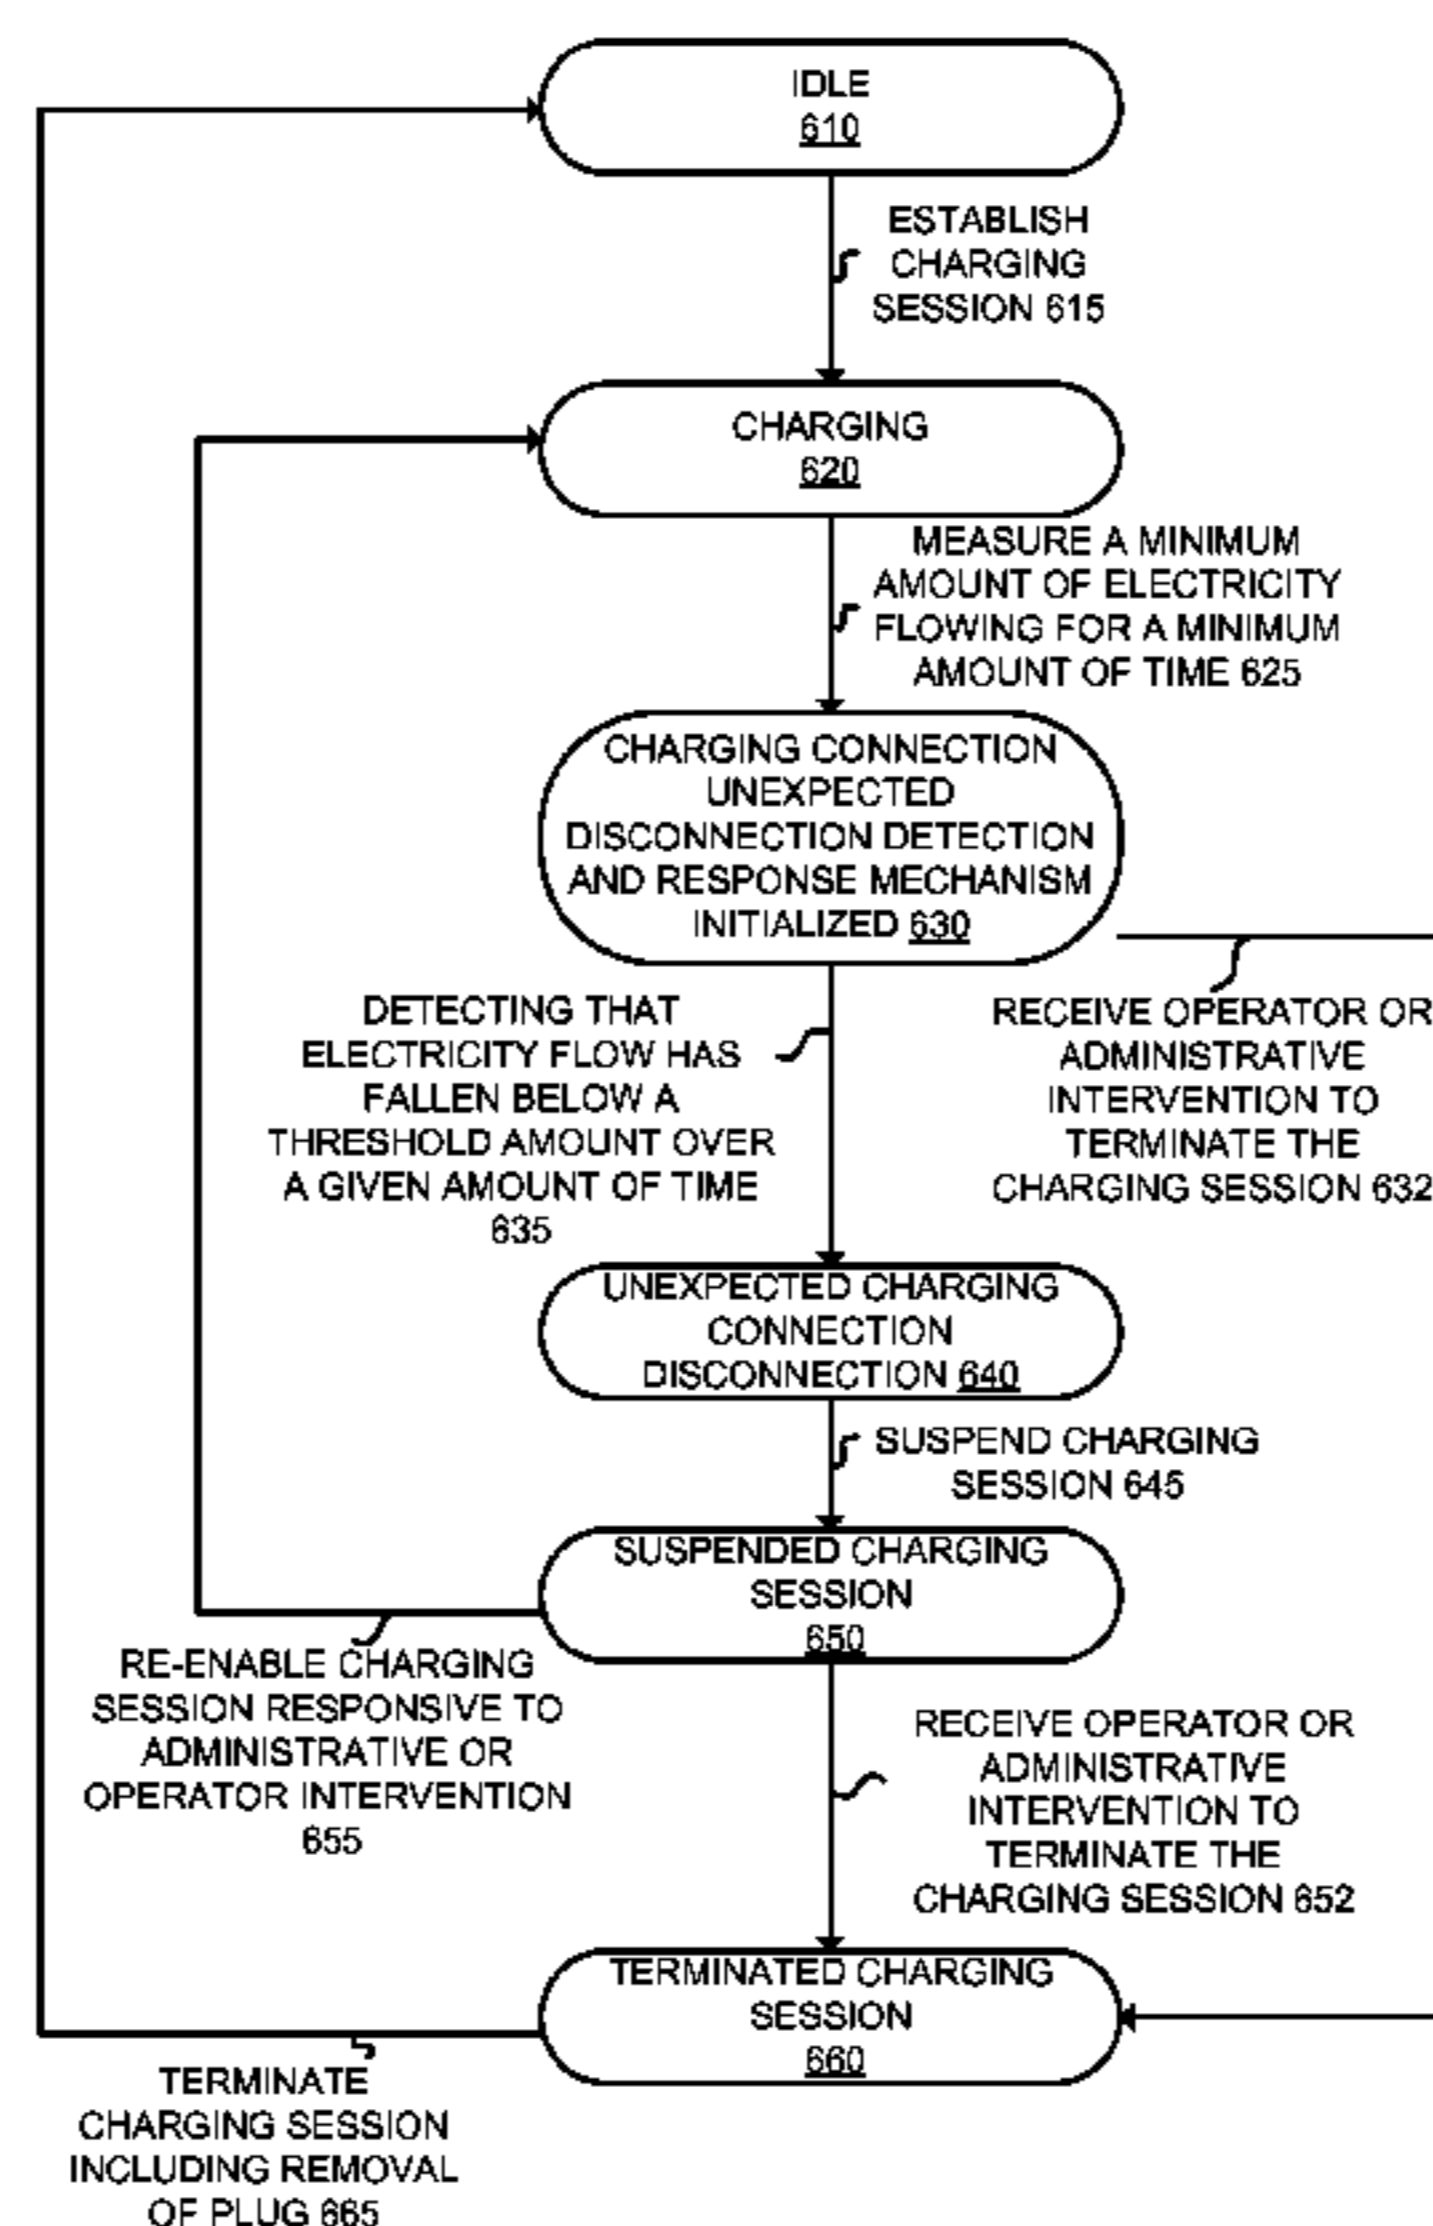 IDLE
610
ESTABLISH
CHARGING
SESSION 615
CHARGING
620
MEASURE A MINIMUM
AMOUNT OF ELECTRICITY
FLOWING FOR A MINIMUM
AMOUNT OF TIME 625
CHARGING CONNECTION
UNEXPECTED
DISCONNECTION DETECTION
AND RESPONSE MECHANISM
INITIALIZED 630
DETECTING THAT
ELECTRICITY FLOW HAS
FALLEN BELOW A
THRESHOLD AMOUNT OVER
A GIVEN AMOUNT OF TIME
635
RECEIVE OPERATOR OR
ADMINISTRATIVE
INTERVENTION TO
TERMINATE THE
CHARGING SESSION 632
UNEXPECTED CHARGING
CONNECTION
DISCONNECTION 640
SUSPEND CHARGING
SESSION 645
SUSPENDED CHARGING
SESSION
650
RE-ENABLE CHARGING
SESSION RESPONSIVE TO
ADMINISTRATIVE OR
OPERATOR INTERVENTION
655
RECEIVE OPERATOR OR
ADMINISTRATIVE
INTERVENTION TO
TERMINATE THE
CHARGING SESSION 652
TERMINATED CHARGING
SESSION
660
TERMINATE
CHARGING SESSION
INCLUDING REMOVAL
OF PLUG 665